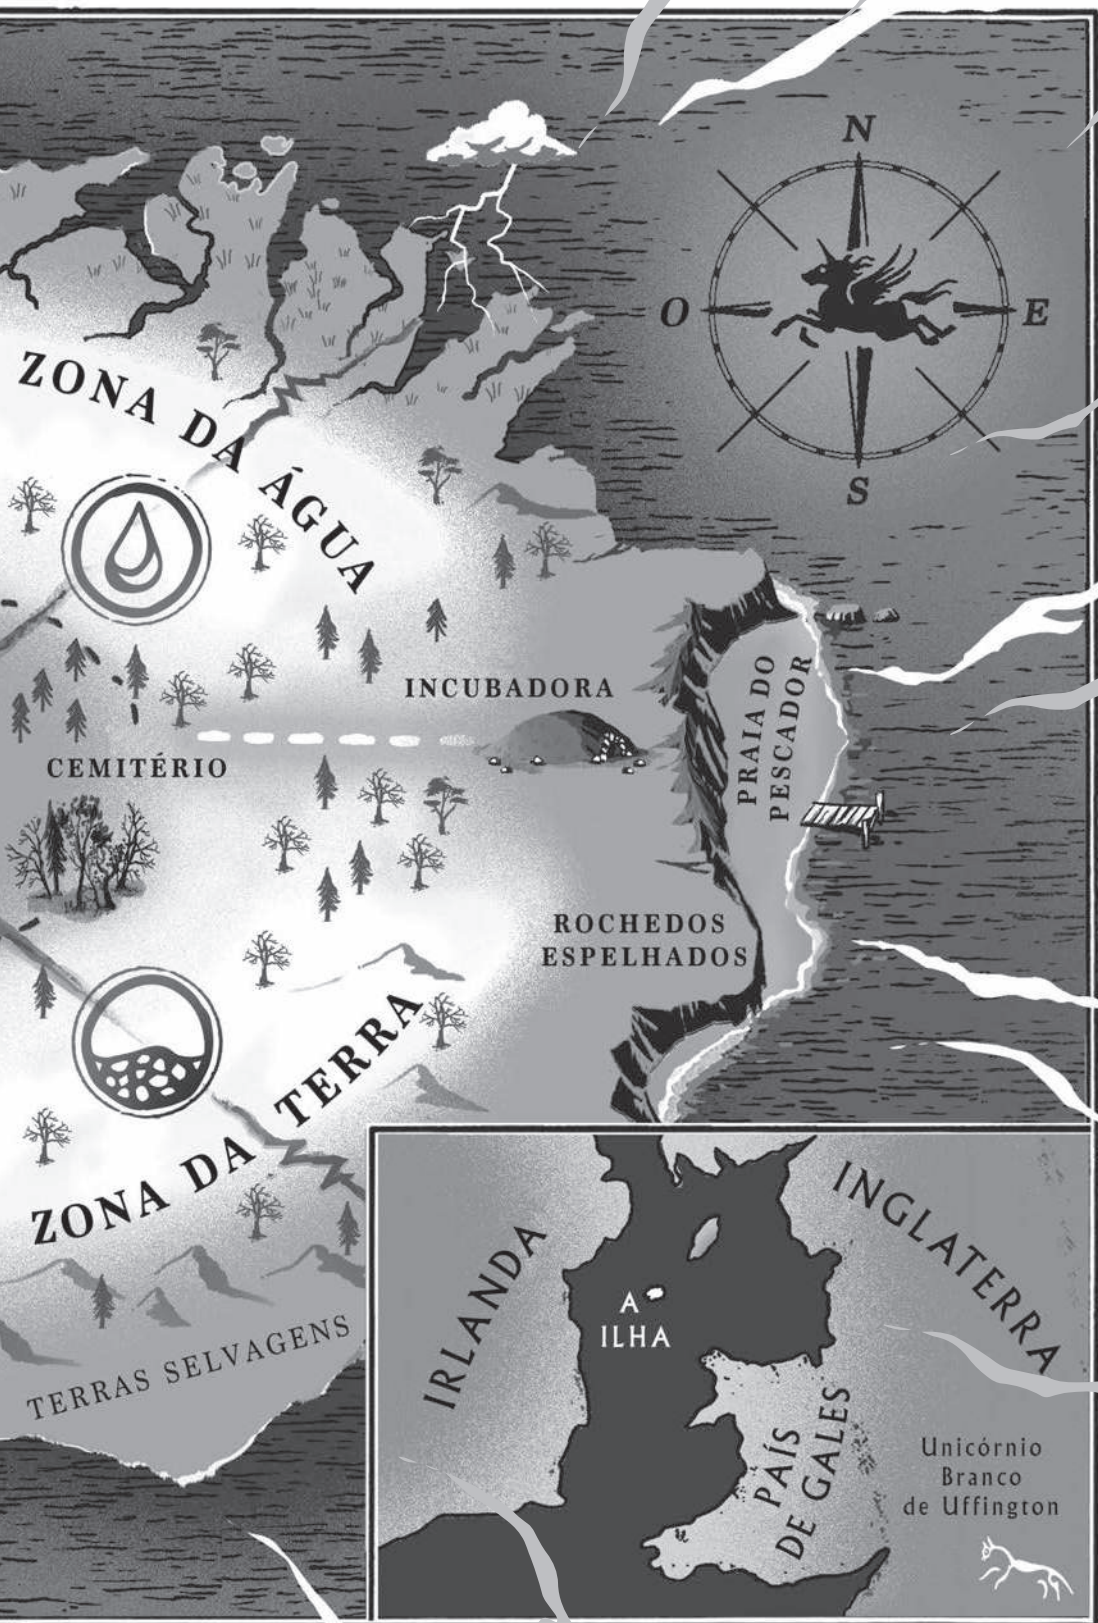 N
O
E
S
ZONA DA ÁGUA
INCUBADORA
PRAIA DO
PESCADOR
CEMITÉRIO
ROCHEDOS
ESPELHADOS
ZONA DA TERRA
TERRAS SELVAGENS
IRLANDA
INGLATERRA
A
ILHA
PAÍS
DE GALES
Unicórnio
Branco
de Uffington